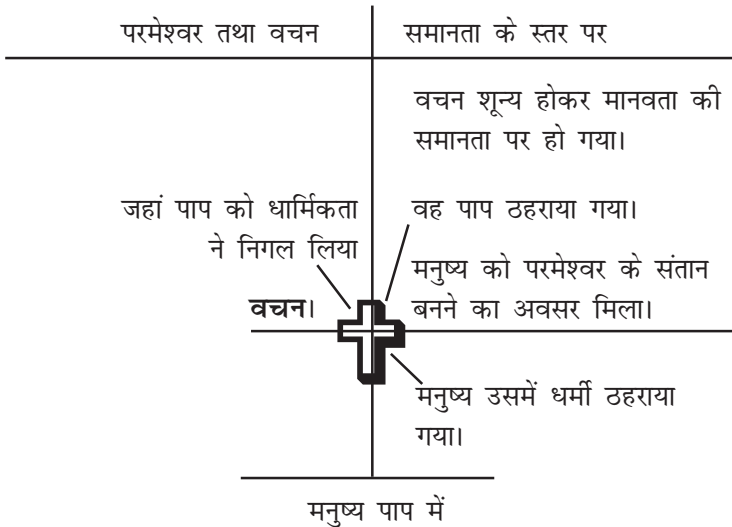 परमेश्वर तथा वचन
समानता के स्तर पर
वचन शून्य होकर मानवता की
समानता पर हो गया।
जहां पाप को धार्मिकता
ने निगल लिया
वह पाप ठहराया गया।
मनुष्य को परमेश्वर के संतान
बनने का अवसर मिला।
वचन।
मनुष्य उसमें धर्मी ठहराया
गया।
मनुष्य पाप में